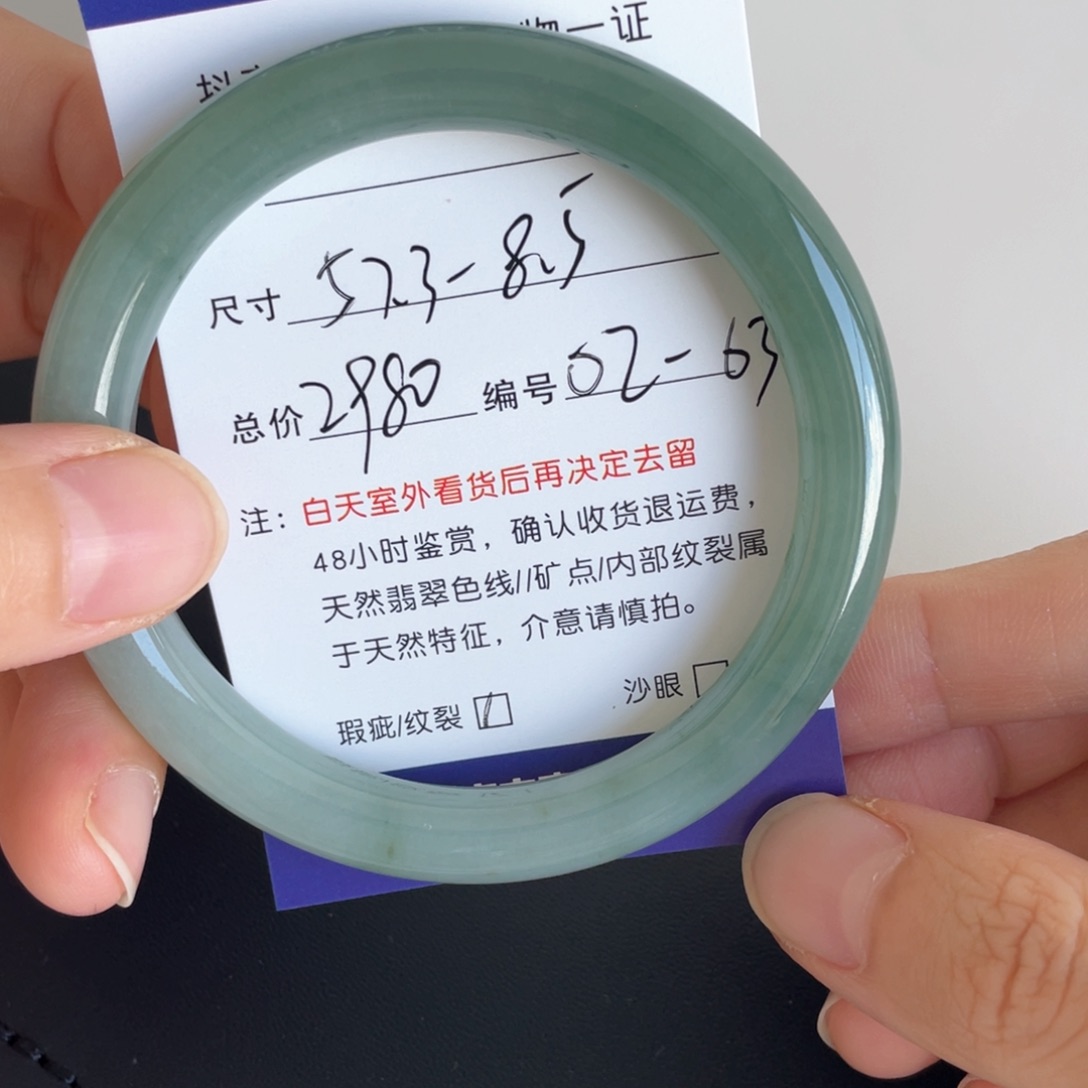 物一证
尺寸 57.3-8.5
总价 2980 编号 02-63
注：白天室外看货后再决定去留
48小时鉴赏，确认收货退运费，
天然翡翠色线//矿点/内部纹裂属
于天然特征，介意请慎拍。
瑕疵/纹裂 沙眼